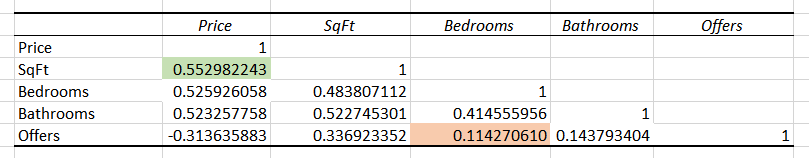 Price SqFt Bedrooms Bathrooms Offers
Price 1
SqFt 0.552982243 1
Bedrooms 0.525926058 0.483807112 1
Bathrooms 0.523257758 0.522745301 0.414555956 1
Offers -0.313635883 0.336923352 0.114270610 0.143793404 1